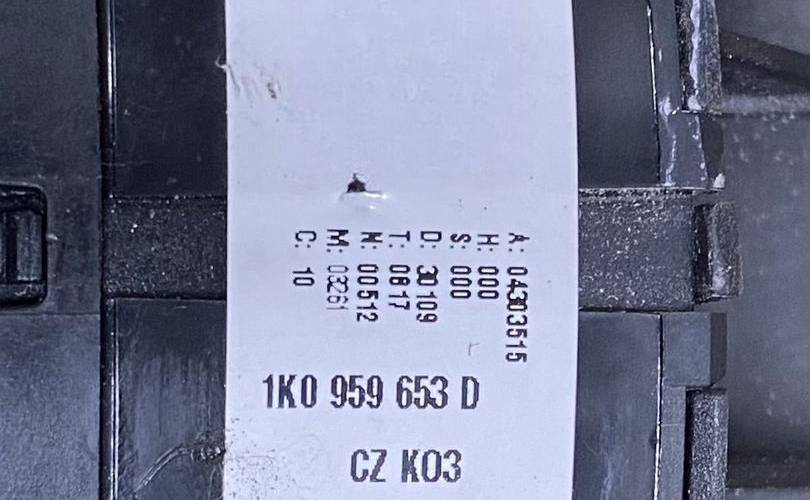 A: 04303515
H: 000
S: 000
D: 30109
T: 0817
N: 00512
M: 03261
C: 10
1K0 959 653 D
CZ K03